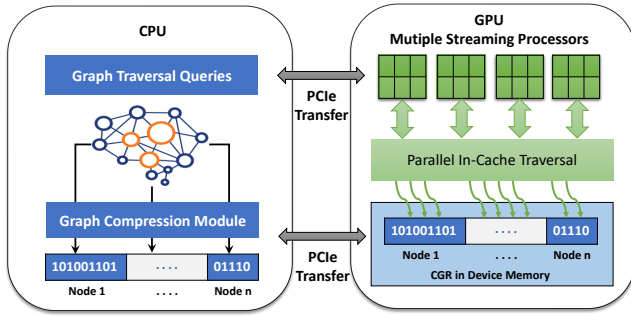 CPU
Graph Traversal Queries
Graph Compression Module
101001101 .... 01110
Node 1 .... Node n
PCIe
Transfer
PCIe
Transfer
GPU
Mutiple Streaming Processors
Parallel In-Cache Traversal
101001101 .... 01110
Node 1 .... Node n
CGR in Device Memory